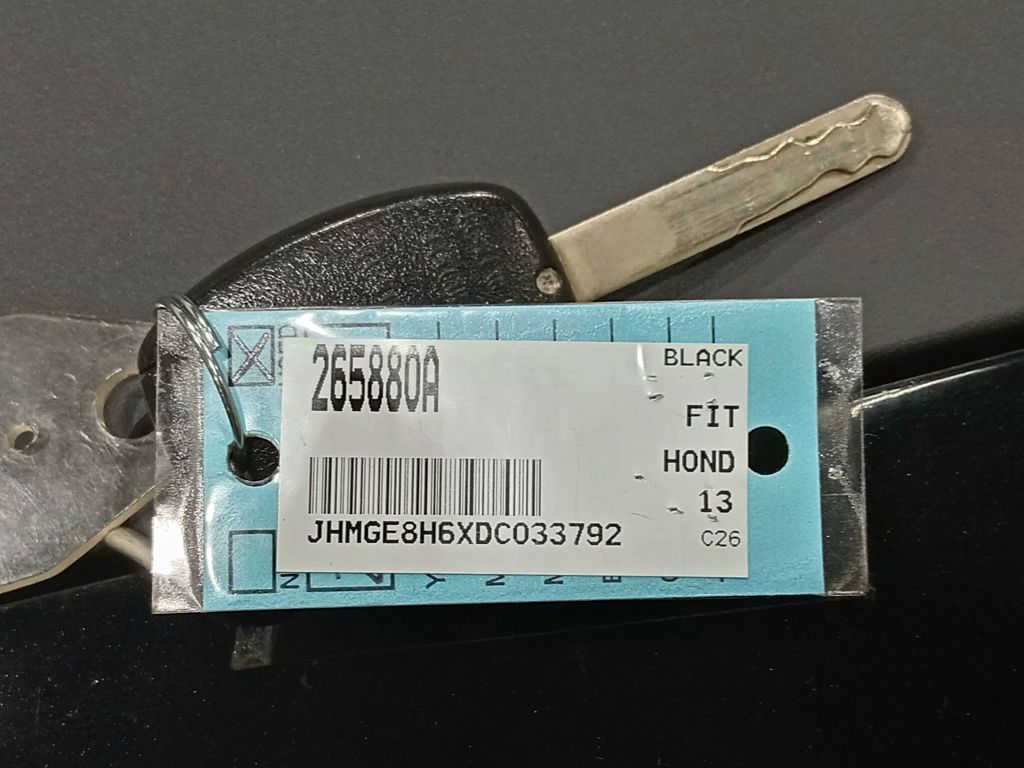 265880A
BLACK
FIT
HOND
13
C26
JHMGE8H6XDC033792